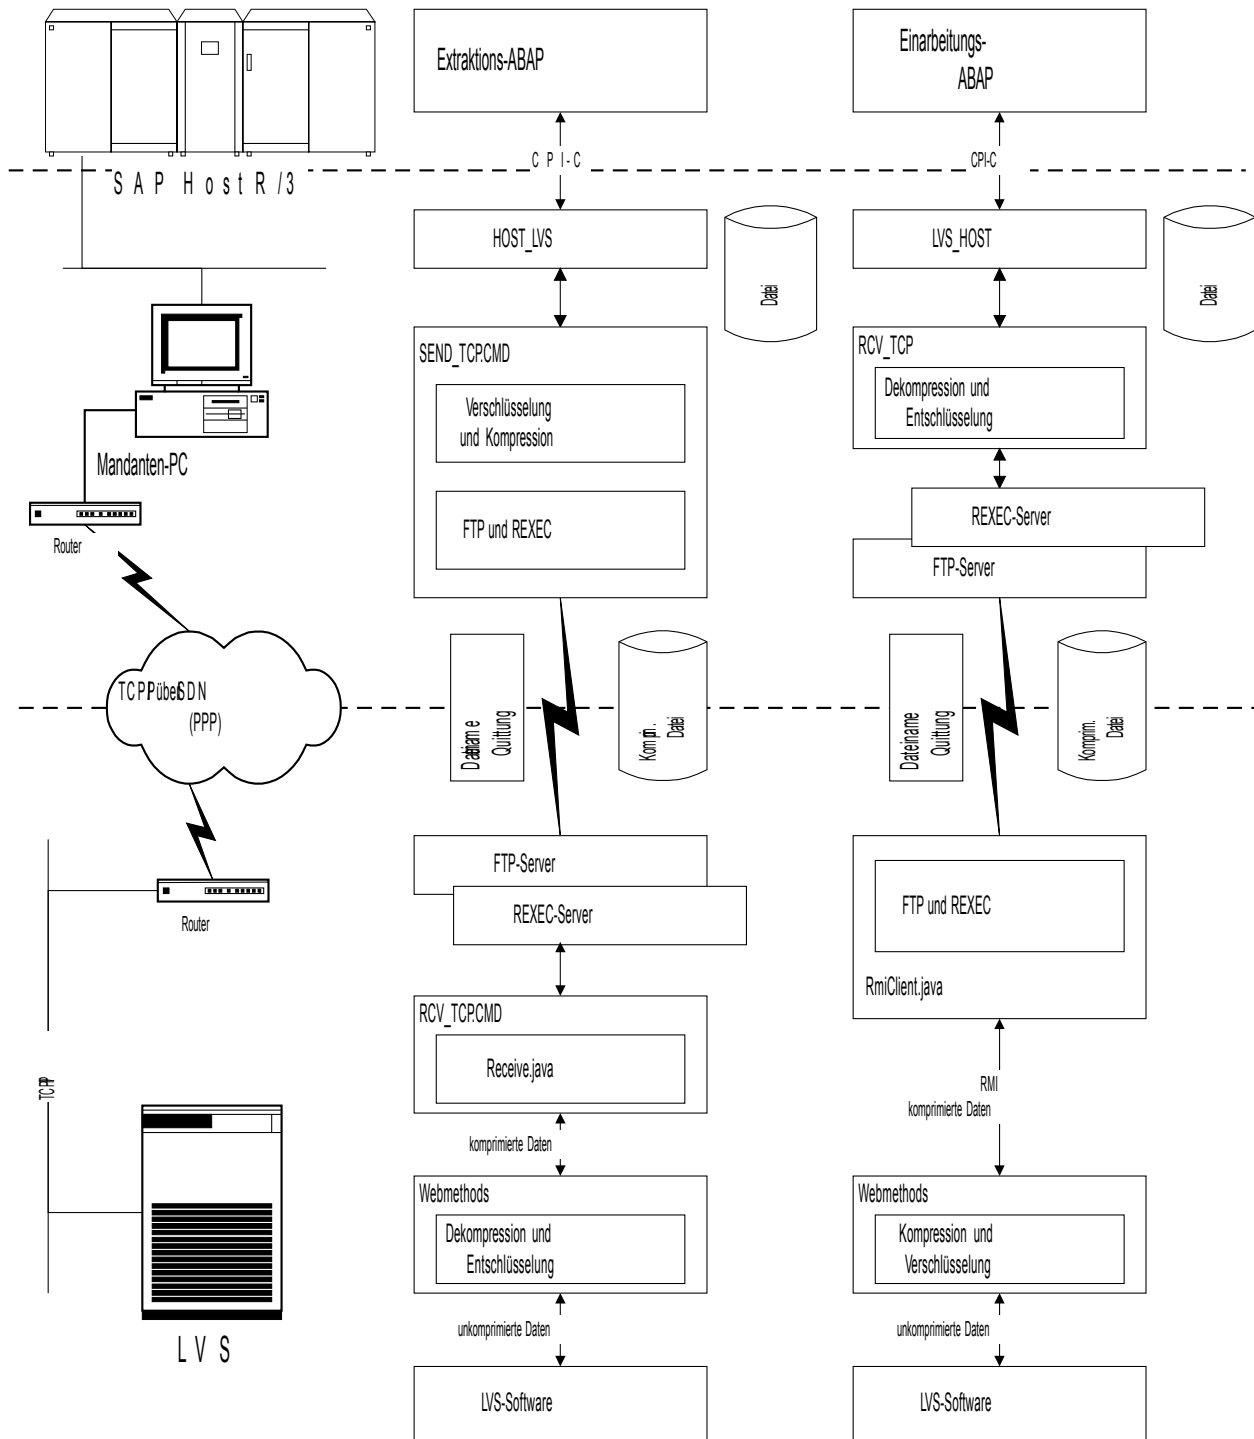 Extraktions-ABAP
Einarbeitungs-
ABAP
C P I - C
CPI-C
S A P H o s t R /3
HOST_LVS
LVS_HOST
Datei
Datei
SEND_TCP.CMD
Verschlüsselung
und Kompression
FTP und REXEC
RCV_TCP
Dekompression und
Entschlüsselung
REXEC-Server
FTP-Server
Mandanten-PC
Router
(PPP)
Quittung
Datei
Dateiname
Quittung
Komprim.
Datei
FTP-Server
REXEC-Server
FTP und REXEC
RmiClient.java
Router
RCV_TCP.CMD
Receive.java
RMI
komprimierte Daten
komprimierte Daten
Webmethods
Dekompression und
Entschlüsselung
Webmethods
Kompression und
Verschlüsselung
unkomprimierte Daten
unkomprimierte Daten
L V S
LVS-Software
LVS-Software